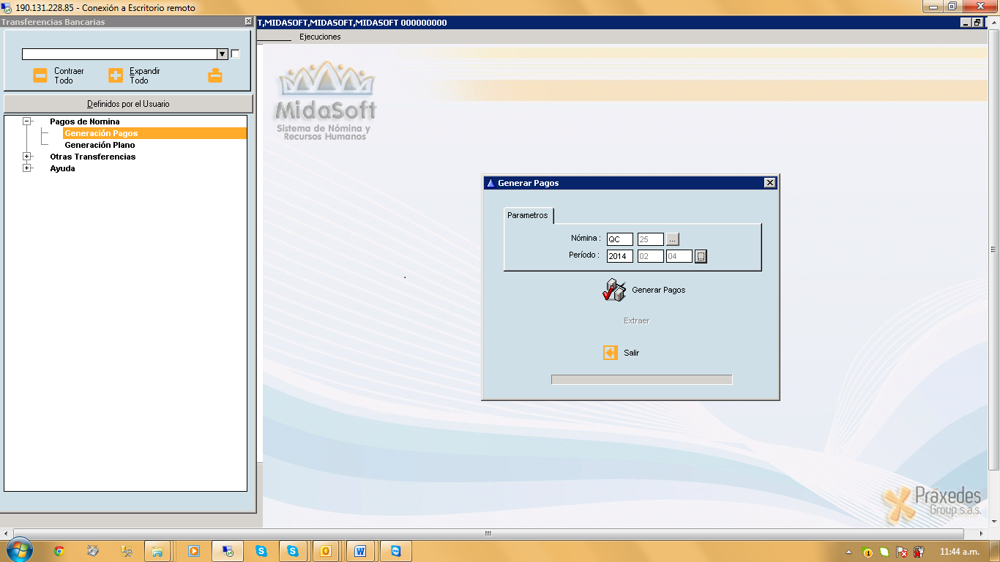 190.131.228.85 - Conexión a Escritorio remoto
Transferencias Bancarias
T,MIDASOFT,MIDASOFT,MIDASOFT 000000000
Ejecuciones
Contraer
Todo
Expandir
Todo
Definidos por el Usuario
Pagos de Nomina
Generación Pagos
Generación Plano
Otras Transferencias
Ayuda
MidaSoft
Sistema de Nómina y
Recursos Humanos
Generar Pagos
Parametros
Nómina : QC 25 ...
Período : 2014 02 04
Generar Pagos
Extraer
Salir
Práxedes
Group s.a.s.
11:44 a.m.